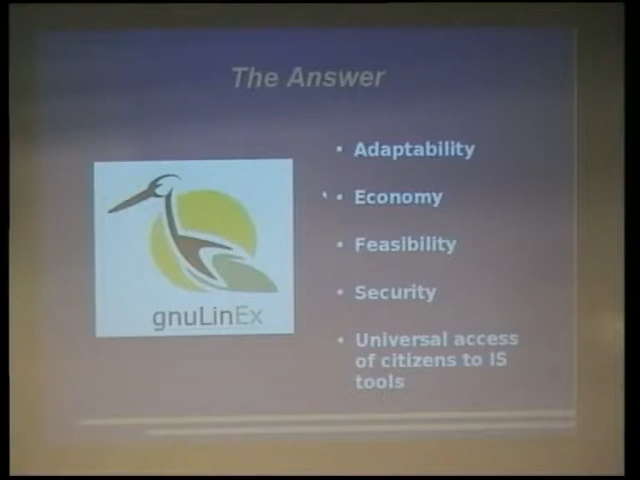 The Answer
• Adaptability
• Economy
• Feasibility
• Security
• Universal access
of citizens to IS
tools
gnuLinEx